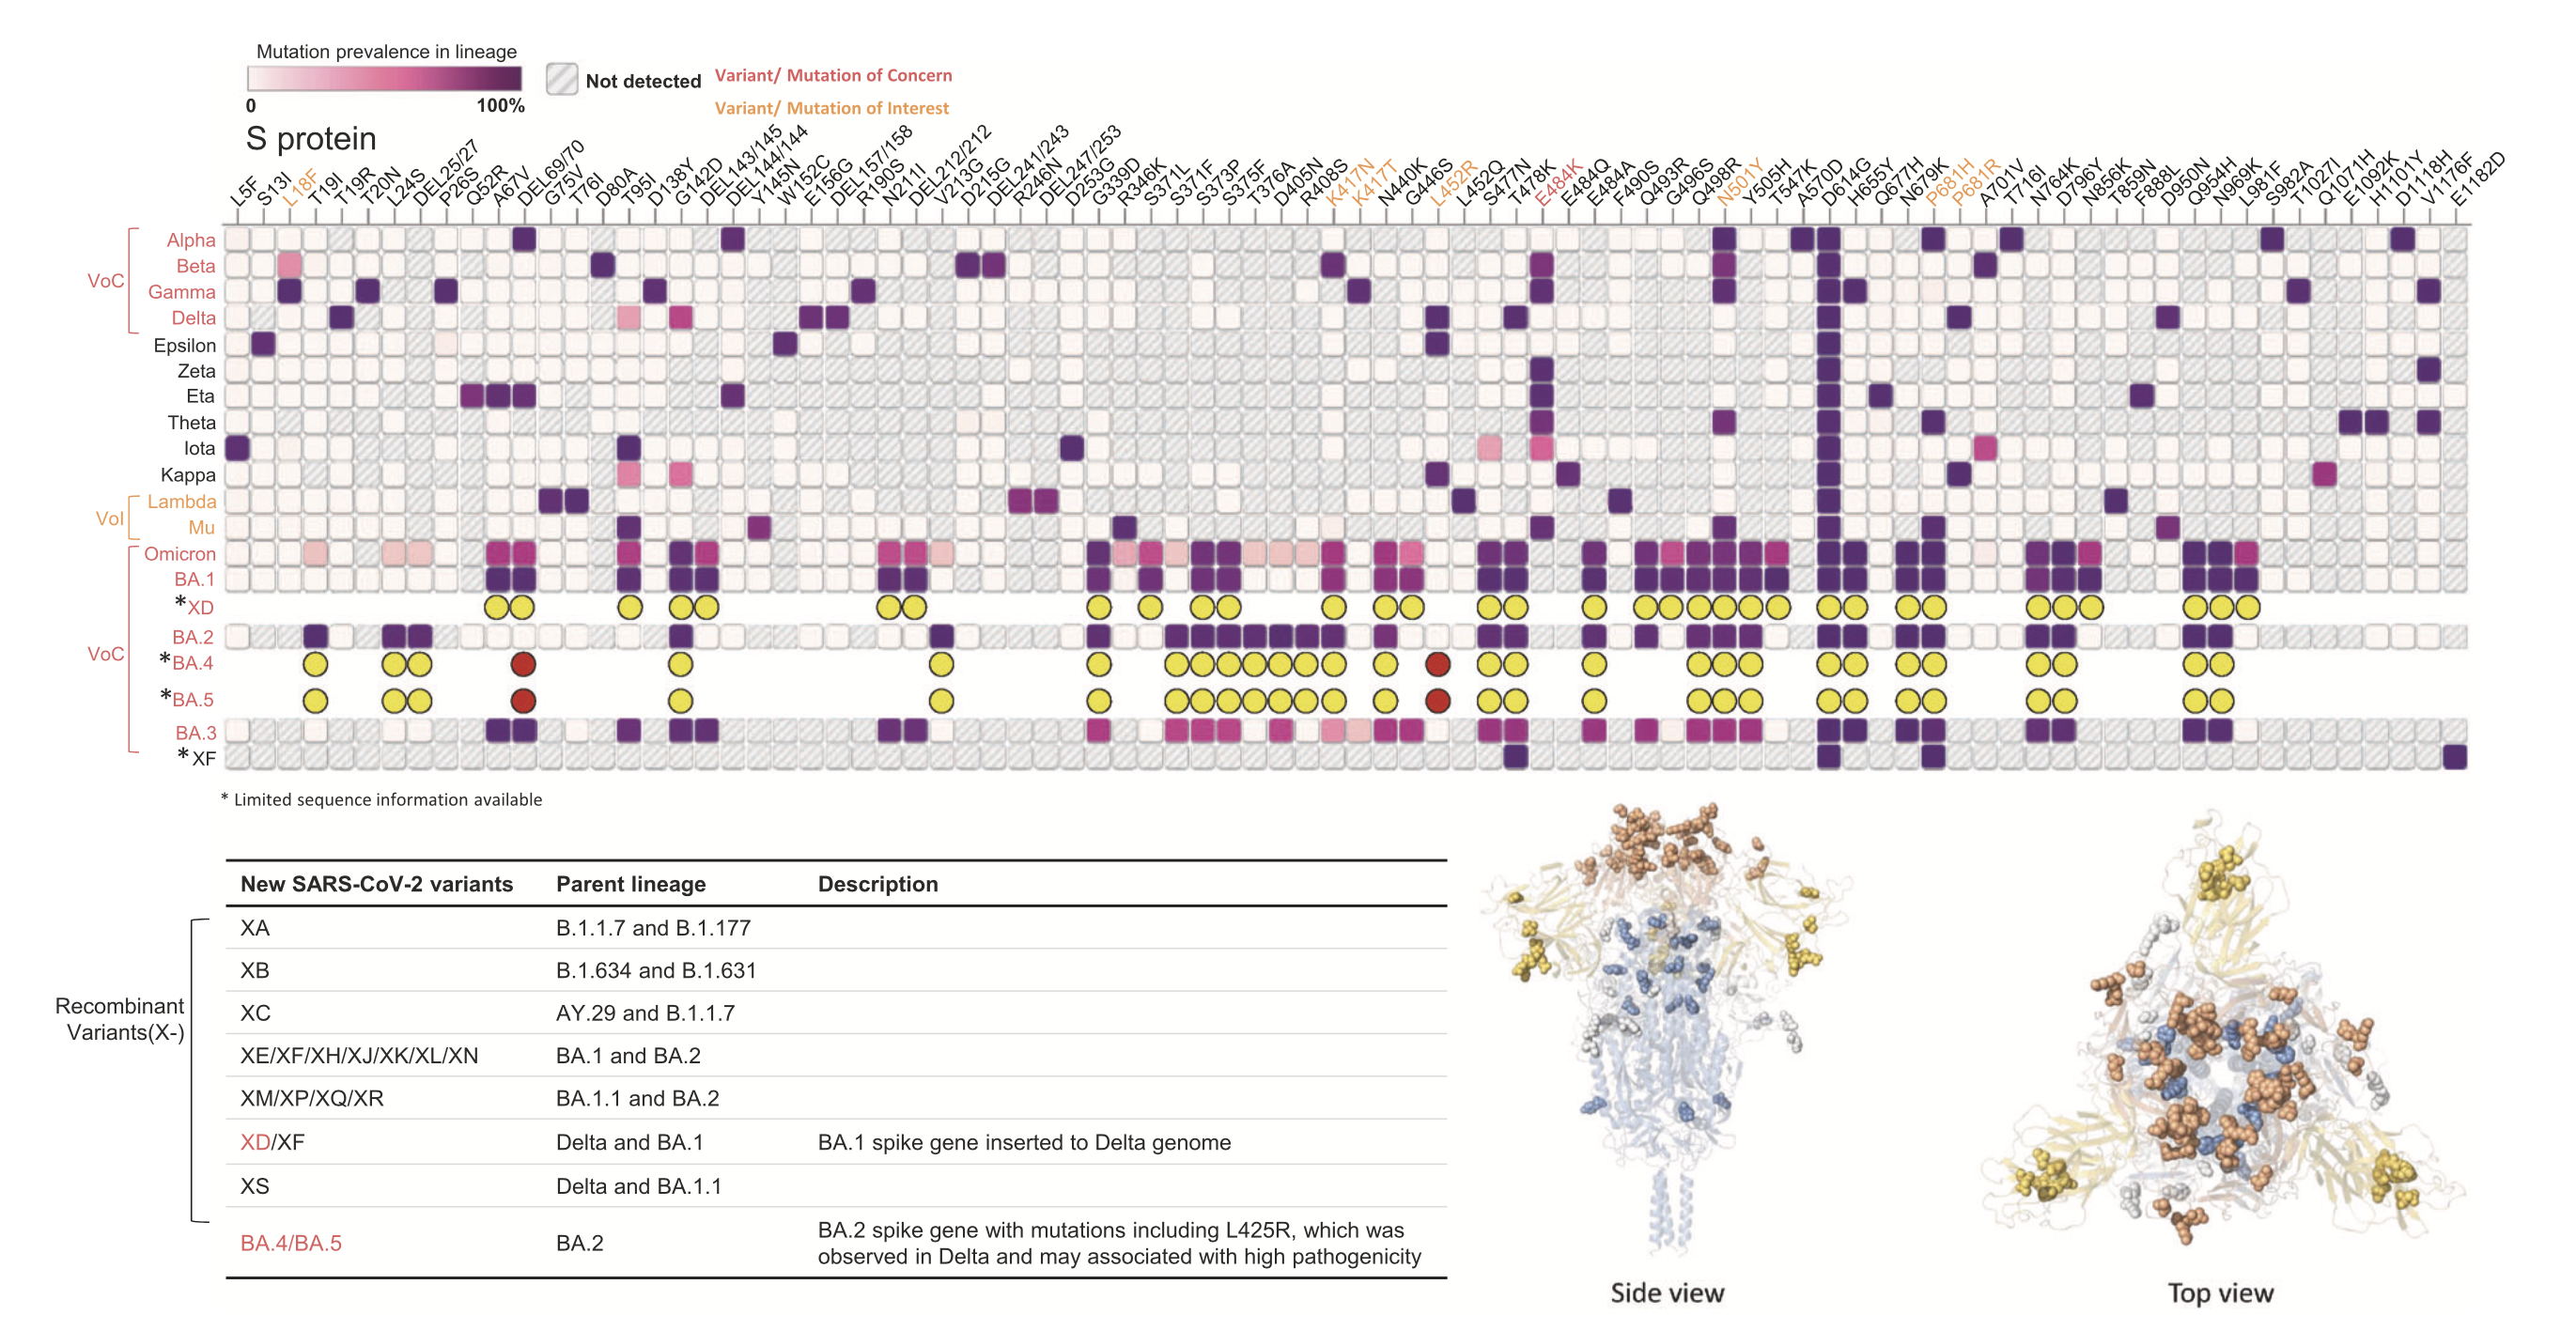 Mutation prevalence in lineage
0 100%
Not detected
Variant/ Mutation of Concern
Variant/ Mutation of Interest
S protein
L5F
S13I
L18F
T19I
T19R
T20N
L24S
DEL25/27
P26S
Q52R
A67V
DEL69/70
G75V
T76I
D80A
T95I
D138Y
G142D
DEL143/145
DEL144/144
Y145N
W152C
E156G
DEL157/158
R190S
N211I
DEL212/212
V213G
D215G
DEL241/243
R246N
DEL247/253
D253G
G339D
R346K
S371L
S371F
S373P
S375F
T376A
D405N
R408S
K417N
K417T
N440K
G446S
L452R
L452Q
S477N
T478K
E484K
E484Q
E484A
F490S
Q493R
G496S
Q498R
N501Y
Y505H
T547K
A570D
D614G
H655Y
Q677H
N679K
P681H
P681R
A701V
T716I
N764K
D796Y
N856K
T859N
F888L
D950N
Q954H
N969K
L981F
S982A
T1027I
Q1071H
E1092K
H1101Y
D1118H
V1176F
E1182D
VoC
Alpha
Beta
Gamma
Delta
Epsilon
Zeta
Eta
Theta
Iota
Kappa
VoI
Lambda
Mu
VoC
Omicron
BA.1
*XD
BA.2
*BA.4
*BA.5
BA.3
*XF
* Limited sequence information available
New SARS-CoV-2 variants Parent lineage Description
Recombinant
Variants(X-)
XA B.1.1.7 and B.1.177
XB B.1.634 and B.1.631
XC AY.29 and B.1.1.7
XE/XF/XH/XJ/XK/XL/XN BA.1 and BA.2
XM/XP/XQ/XR BA.1.1 and BA.2
XD/XF Delta and BA.1 BA.1 spike gene inserted to Delta genome
XS Delta and BA.1.1
BA.4/BA.5 BA.2 BA.2 spike gene with mutations including L425R, which was
observed in Delta and may associated with high pathogenicity
Side view
Top view